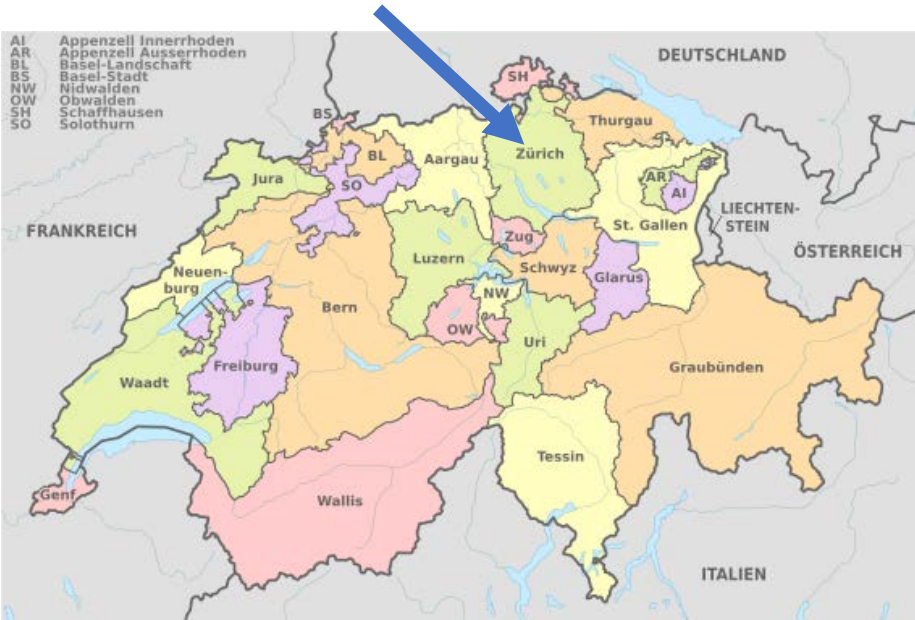 AI Appenzell Innerrhoden
AR Appenzell Ausserrhoden
BL Basel-Landschaft
BS Basel-Stadt
NW Nidwalden
OW Obwalden
SH Schaffhausen
SO Solothurn
DEUTSCHLAND
SH
BS
Thurgau
BL
Aargau
Zürich
Jura
SO
AR
AI
LIECHTEN-
STEIN
FRANKREICH
St. Gallen
Zug
ÖSTERREICH
Luzern
Schwyz
Glarus
Neuen-
burg
NW
Bern
OW
Uri
Freiburg
Graubünden
Waadt
Tessin
Genf
Wallis
ITALIEN